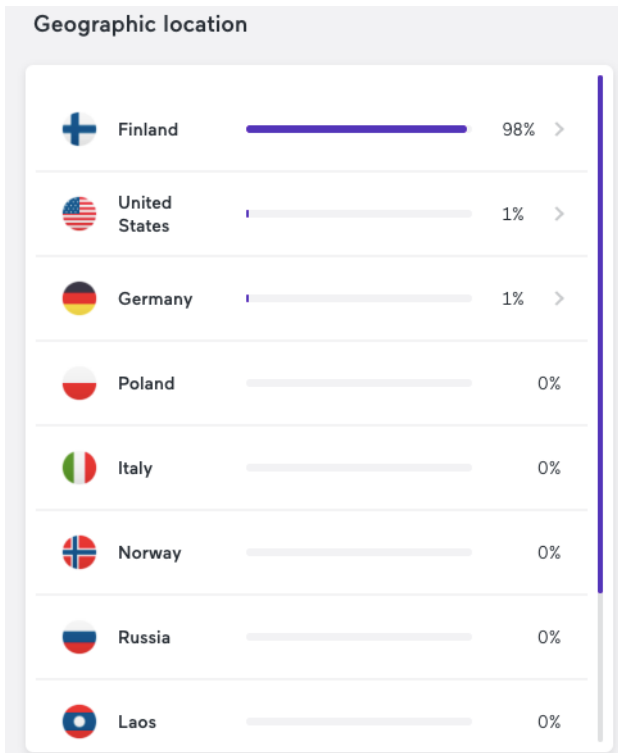 Geographic location
Finland 98%
United
States 1%
Germany 1%
Poland 0%
Italy 0%
Norway 0%
Russia 0%
Laos 0%